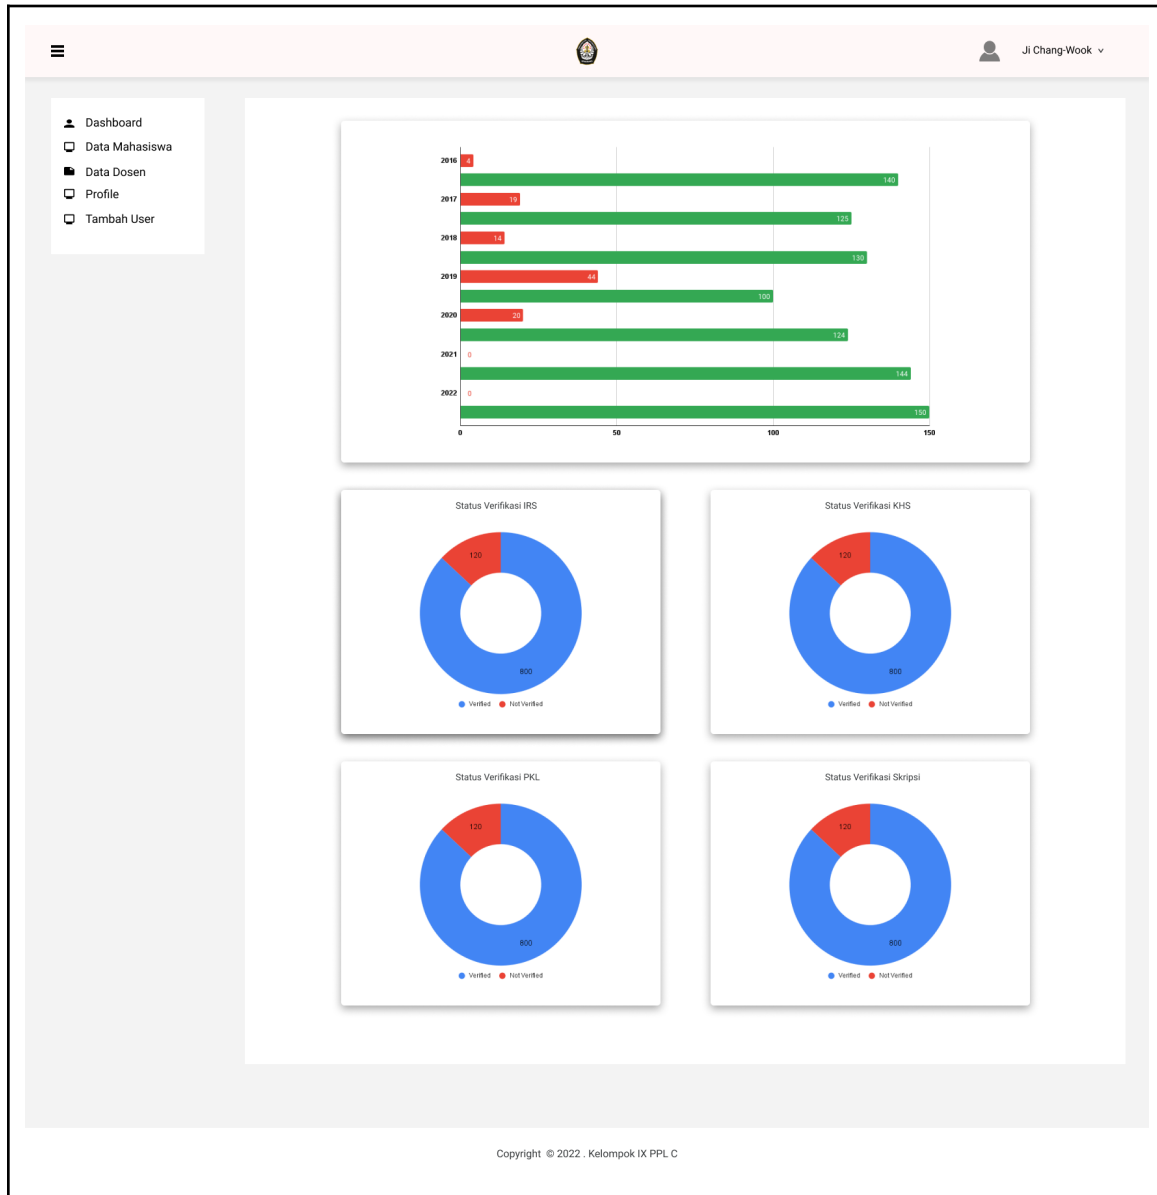 Ji Chang-Wook
Dashboard
Data Mahasiswa
Data Dosen
Profile
Tambah User
2016 4
140
2017 19
125
2018 14
130
2019 44
100
2020 20
124
2021 0
144
2022 0
150
0 50 100 150
Status Verifikasi IRS
120
800
Verified Not Verified
Status Verifikasi KHS
120
800
Verified Not Verified
Status Verifikasi PKL
120
800
Verified Not Verified
Status Verifikasi Skripsi
120
800
Verified Not Verified
Copyright © 2022 . Kelompok IX PPL C